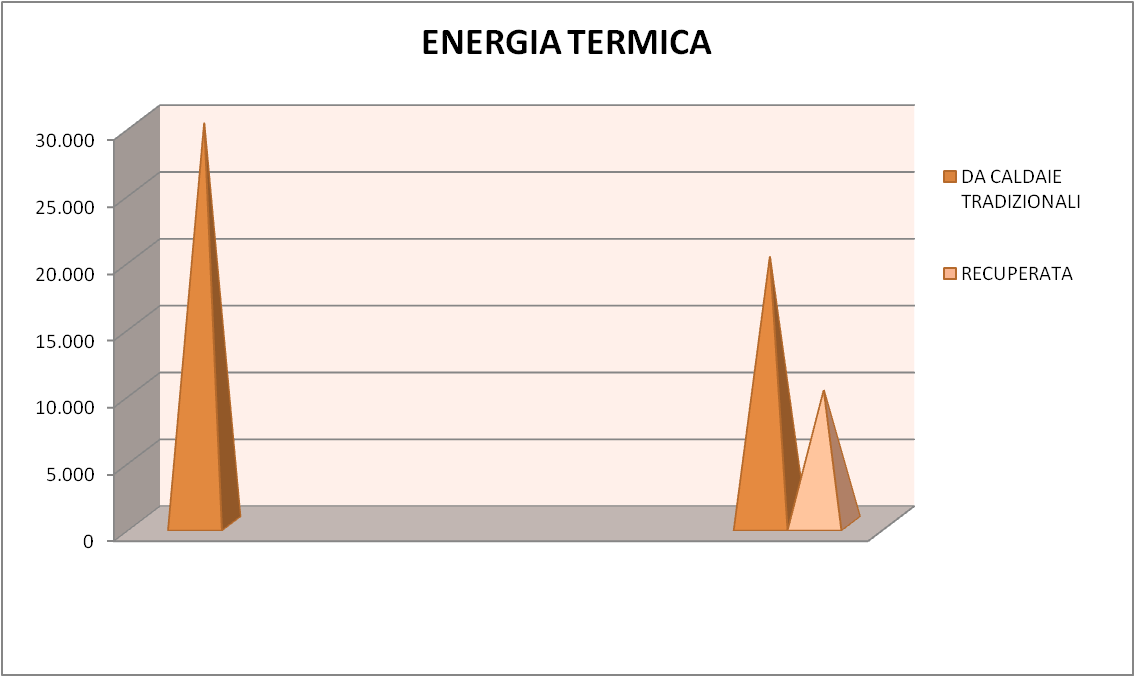 ENERGIA TERMICA
30.000
25.000
20.000
15.000
10.000
5.000
0
DA CALDAIE
TRADIZIONALI
RECUPERATA